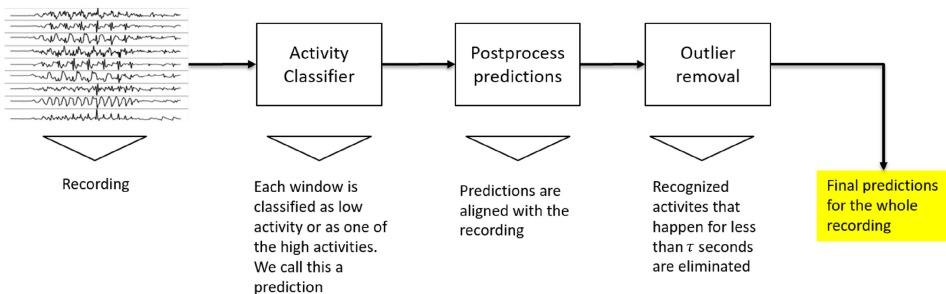 Activity
Classifier
Postprocess
predictions
Outlier
removal
Recording
Each window is
classified as low
activity or as one of
the high activities.
We call this a
prediction
Predictions are
aligned with the
recording
Recognized
activites that
happen for less
than τ seconds
are eliminated
Final predictions
for the whole
recording